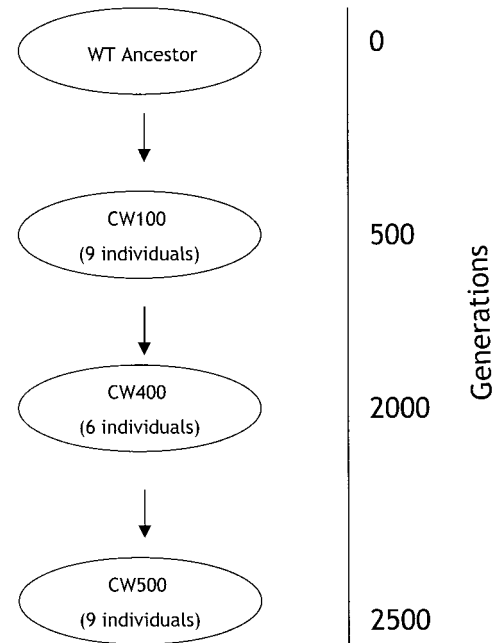 WT Ancestor
0
CW100
(9 individuals)
500
CW400
(6 individuals)
2000
CW500
(9 individuals)
2500
Generations